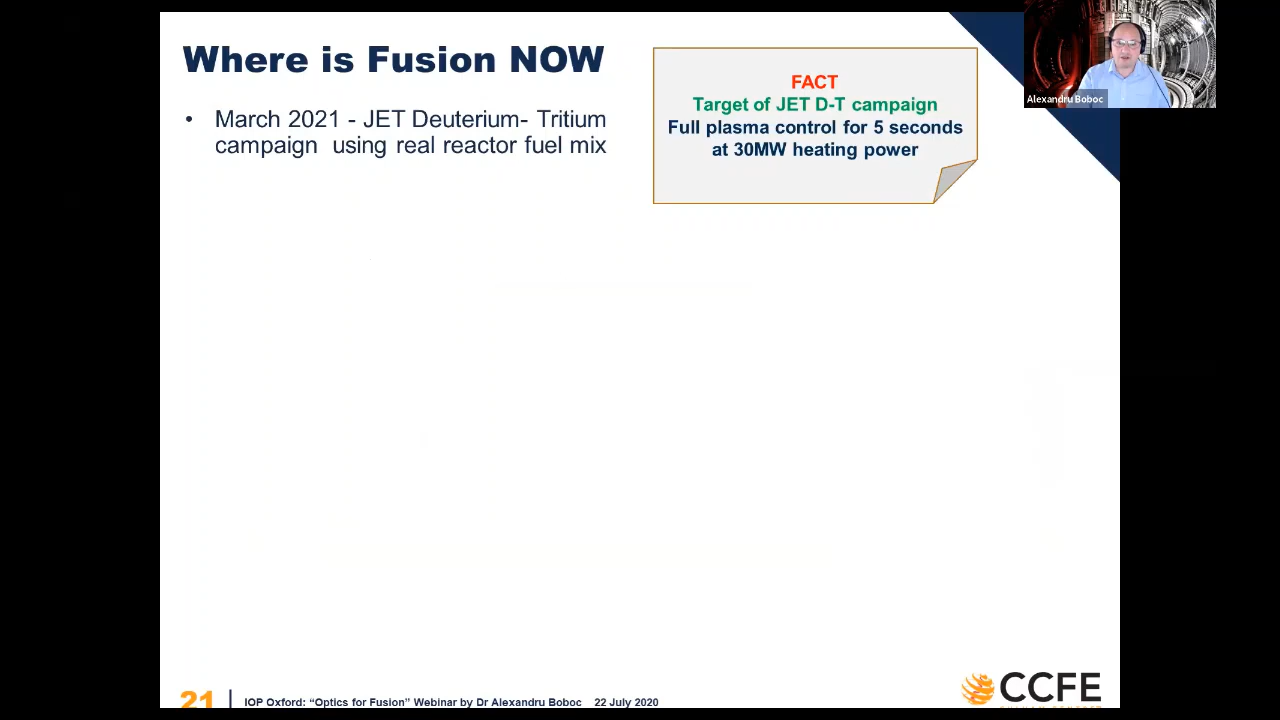 Where is Fusion NOW
• March 2021 - JET Deuterium- Tritium
campaign using real reactor fuel mix
FACT
Target of JET D-T campaign
Full plasma control for 5 seconds
at 30MW heating power
Alexandru Boboc
21
IOP Oxford: “Optics for Fusion” Webinar by Dr Alexandru Boboc 22 July 2020
CCFE